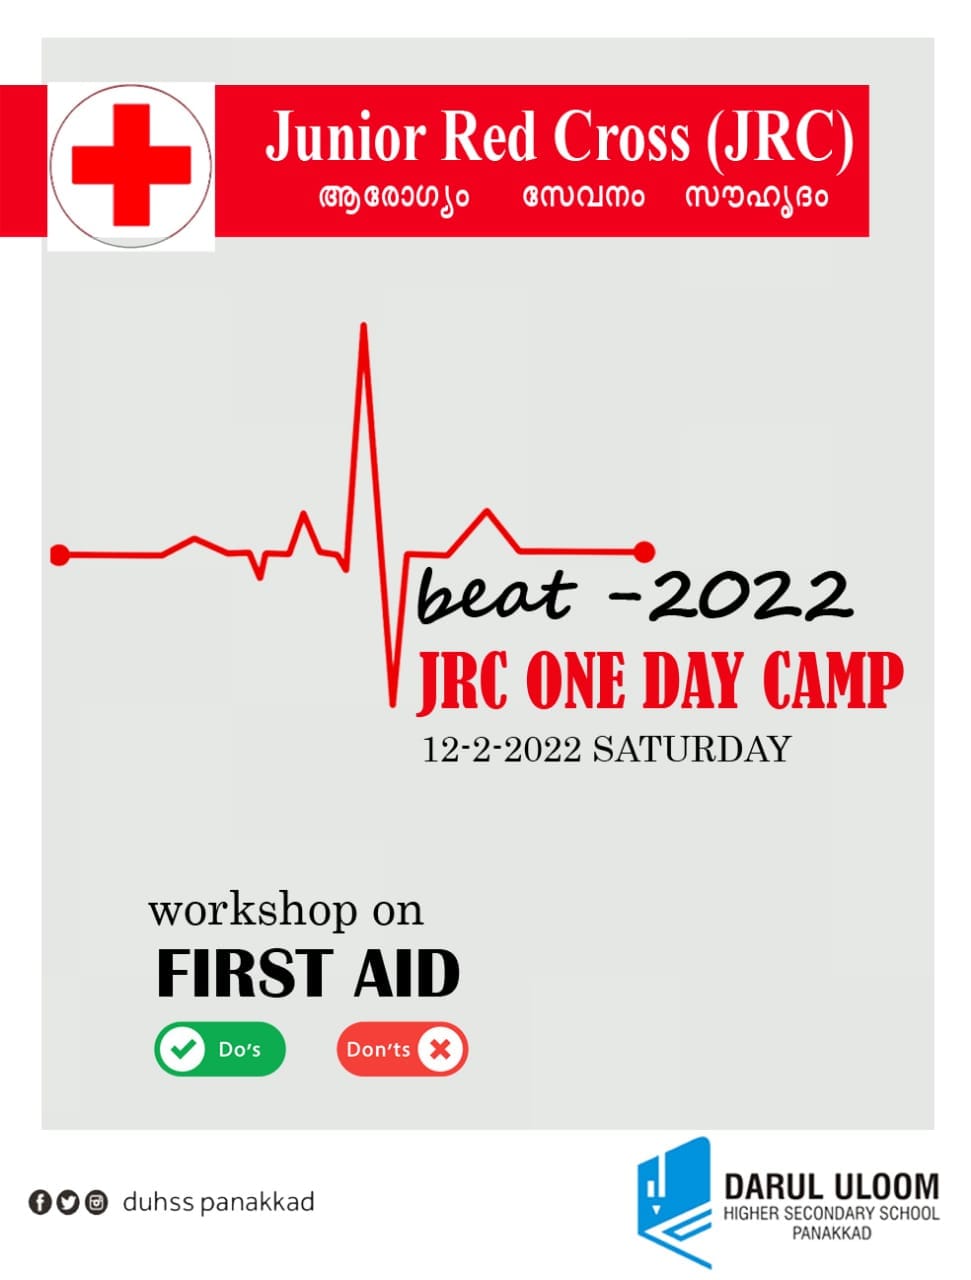 Junior Red Cross (JRC)
ആരോഗ്യം സേവനം സൗഹൃദം
beat -2022
JRC ONE DAY CAMP
12-2-2022 SATURDAY
workshop on
FIRST AID
Do's Don'ts
duhss panakkad
DARUL ULOOM
HIGHER SECONDARY SCHOOL
PANAKKAD